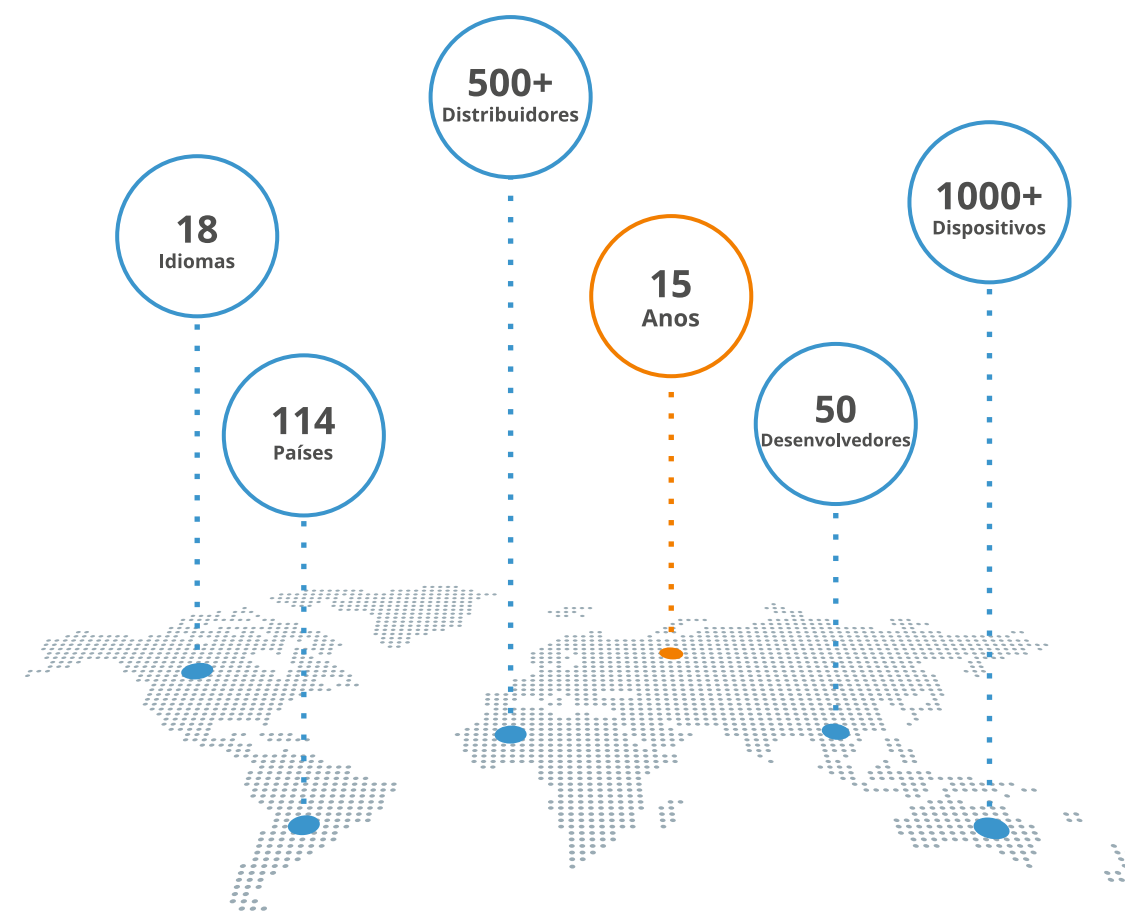 500+
Distribuidores
18
Idiomas
1000+
Dispositivos
15
Anos
114
Países
50
Desenvolvedores